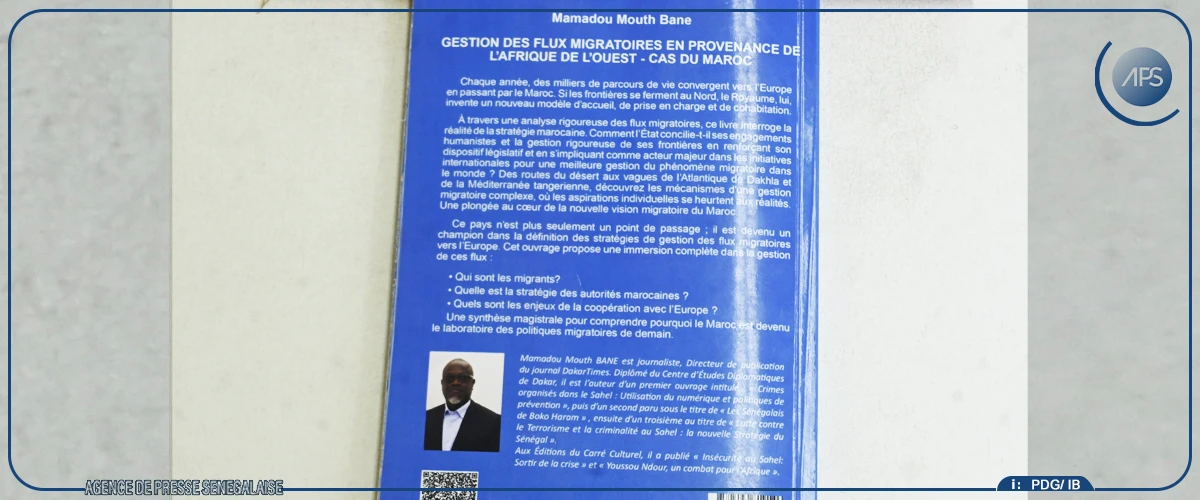 Mamadou Mouth Bane
GESTION DES FLUX MIGRATOIRES EN PROVENANCE DE
L'AFRIQUE DE L'OUEST - CAS DU MAROC
APS
Chaque année, des milliers de parcours de vie convergent vers l'Europe
en passant par le Maroc. Si les frontières se ferment au Nord, le Royaume, lui,
invente un nouveau modèle d'accueil, de prise en charge et de cohabitation.
À travers une analyse rigoureuse des flux migratoires, ce livre interroge la
réalité de la stratégie marocaine. Comment l'État concilie-t-il ses engagements
humanistes et la gestion rigoureuse de ses frontières en renforçant son
dispositif législatif et en s'impliquant comme acteur majeur dans les initiatives
internationales pour une meilleure gestion du phénomène migratoire dans
le monde ? Des routes du désert aux vagues de l'Atlantique de Dakhla et
de la Méditerranée tangerienne, découvrez les mécanismes d'une gestion
migratoire complexe, où les aspirations individuelles se heurtent aux réalités.
Une plongée au cœur de la nouvelle vision migratoire du Maroc.
Ce pays n'est plus seulement un point de passage ; il est devenu un
champion dans la définition des stratégies de gestion des flux migratoires
vers l'Europe. Cet ouvrage propose une immersion complète dans la gestion
de ces flux :
• Qui sont les migrants?
• Quelle est la stratégie des autorités marocaines ?
• Quels sont les enjeux de la coopération avec l'Europe ?
Une synthèse magistrale pour comprendre pourquoi le Maroc est devenu
le laboratoire des politiques migratoires de demain.
Mamadou Mouth BANE est journaliste, Directeur de publication
du journal DakarTimes. Diplômé du Centre d'Études Diplomatiques
de Dakar, il est l'auteur d'un premier ouvrage intitulé « Crimes
organisés dans le Sahel : Utilisation du numérique et politiques de
prévention », puis d'un second paru sous le titre de « Les Sénégalais
de Boko Haram » , ensuite d'un troisième au titre de « Lutte contre
le Terrorisme et la criminalité au Sahel : la nouvelle Stratégie du
Sénégal ».
Aux Éditions du Carré Culturel, il a publié « Insécurité au Sahel:
Sortir de la crise » et « Youssou Ndour, un combat pour l'Afrique ».
AGENCE DE PRESSE SENEGALAISE
i: PDG/ IB